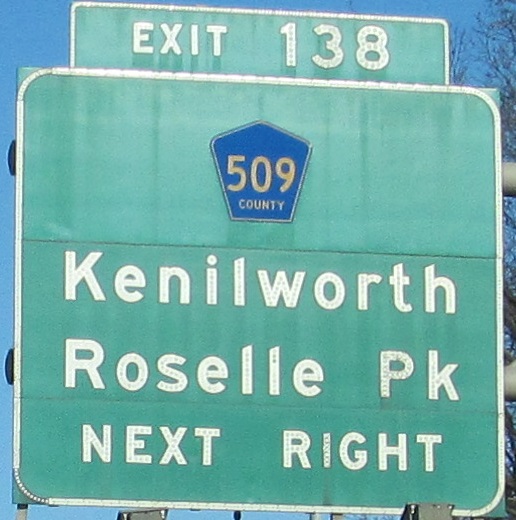 EXIT 138
509
COUNTY
Kenilworth
Roselle Pk
NEXT RIGHT